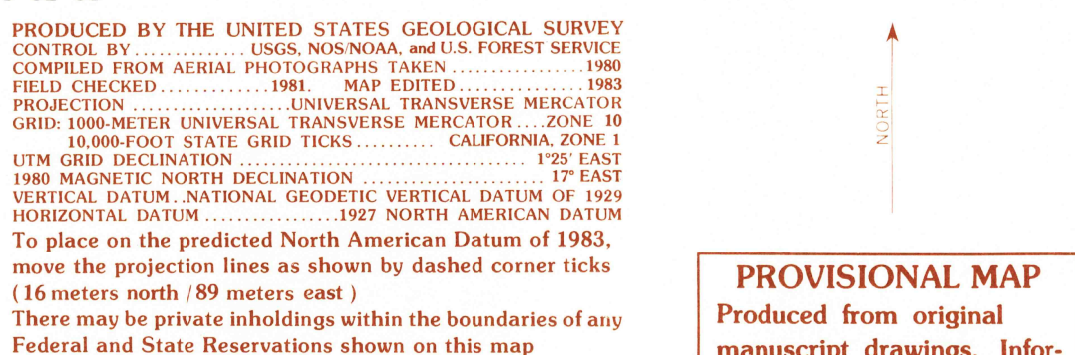 PRODUCED BY THE UNITED STATES GEOLOGICAL SURVEY
CONTROL BY .............. USGS, NOS/NOAA, and U.S. FOREST SERVICE
COMPILED FROM AERIAL PHOTOGRAPHS TAKEN ................. 1980
FIELD CHECKED ............. 1981. MAP EDITED ................ 1983
PROJECTION .................... UNIVERSAL TRANSVERSE MERCATOR
GRID: 1000-METER UNIVERSAL TRANSVERSE MERCATOR .... ZONE 10
10,000-FOOT STATE GRID TICKS .......... CALIFORNIA, ZONE 1
UTM GRID DECLINATION .................................. 1°25' EAST
1980 MAGNETIC NORTH DECLINATION ...................... 17° EAST
VERTICAL DATUM .. NATIONAL GEODETIC VERTICAL DATUM OF 1929
HORIZONTAL DATUM ................. 1927 NORTH AMERICAN DATUM
To place on the predicted North American Datum of 1983,
move the projection lines as shown by dashed corner ticks
( 16 meters north / 89 meters east )
There may be private inholdings within the boundaries of any
Federal and State Reservations shown on this map
NORTH
PROVISIONAL MAP
Produced from original
manuscript drawings. Infor-